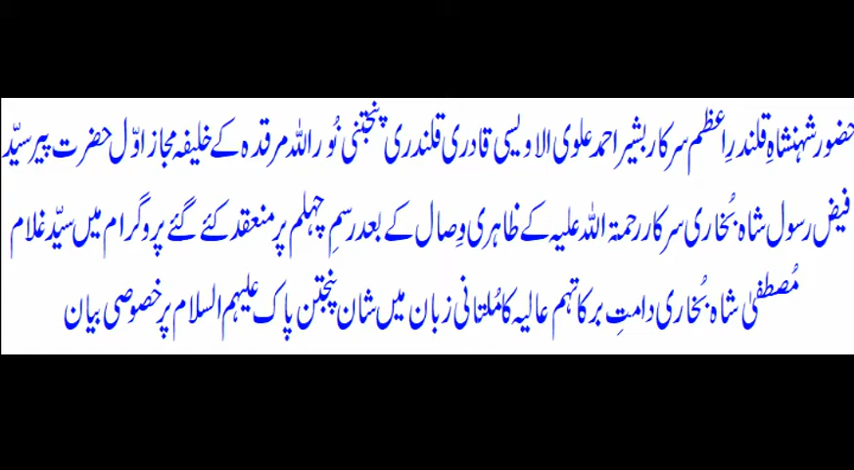 حضور شہنشاہِ قلندرِ اعظم سرکار بشیر احمد علوی الاویسی قادری قلندری پنجتنی نُور اللہ مرقدہ کے خلیفہ مجاز اوّل حضرت پیر سیّد
فیض رسول شاہ بُخاری سرکار رحمۃ اللہ علیہ کے ظاہری وِصال کے بعد رسمِ چہلم پر منعقد کئے گئے پروگرام میں سیّد غلام
مُصطفیٰ شاہ بُخاری دامتِ برکاتہم عالیہ کا مُلتانی زبان میں شان پنجتن پاک علیہم السلام پر خصوصی بیان